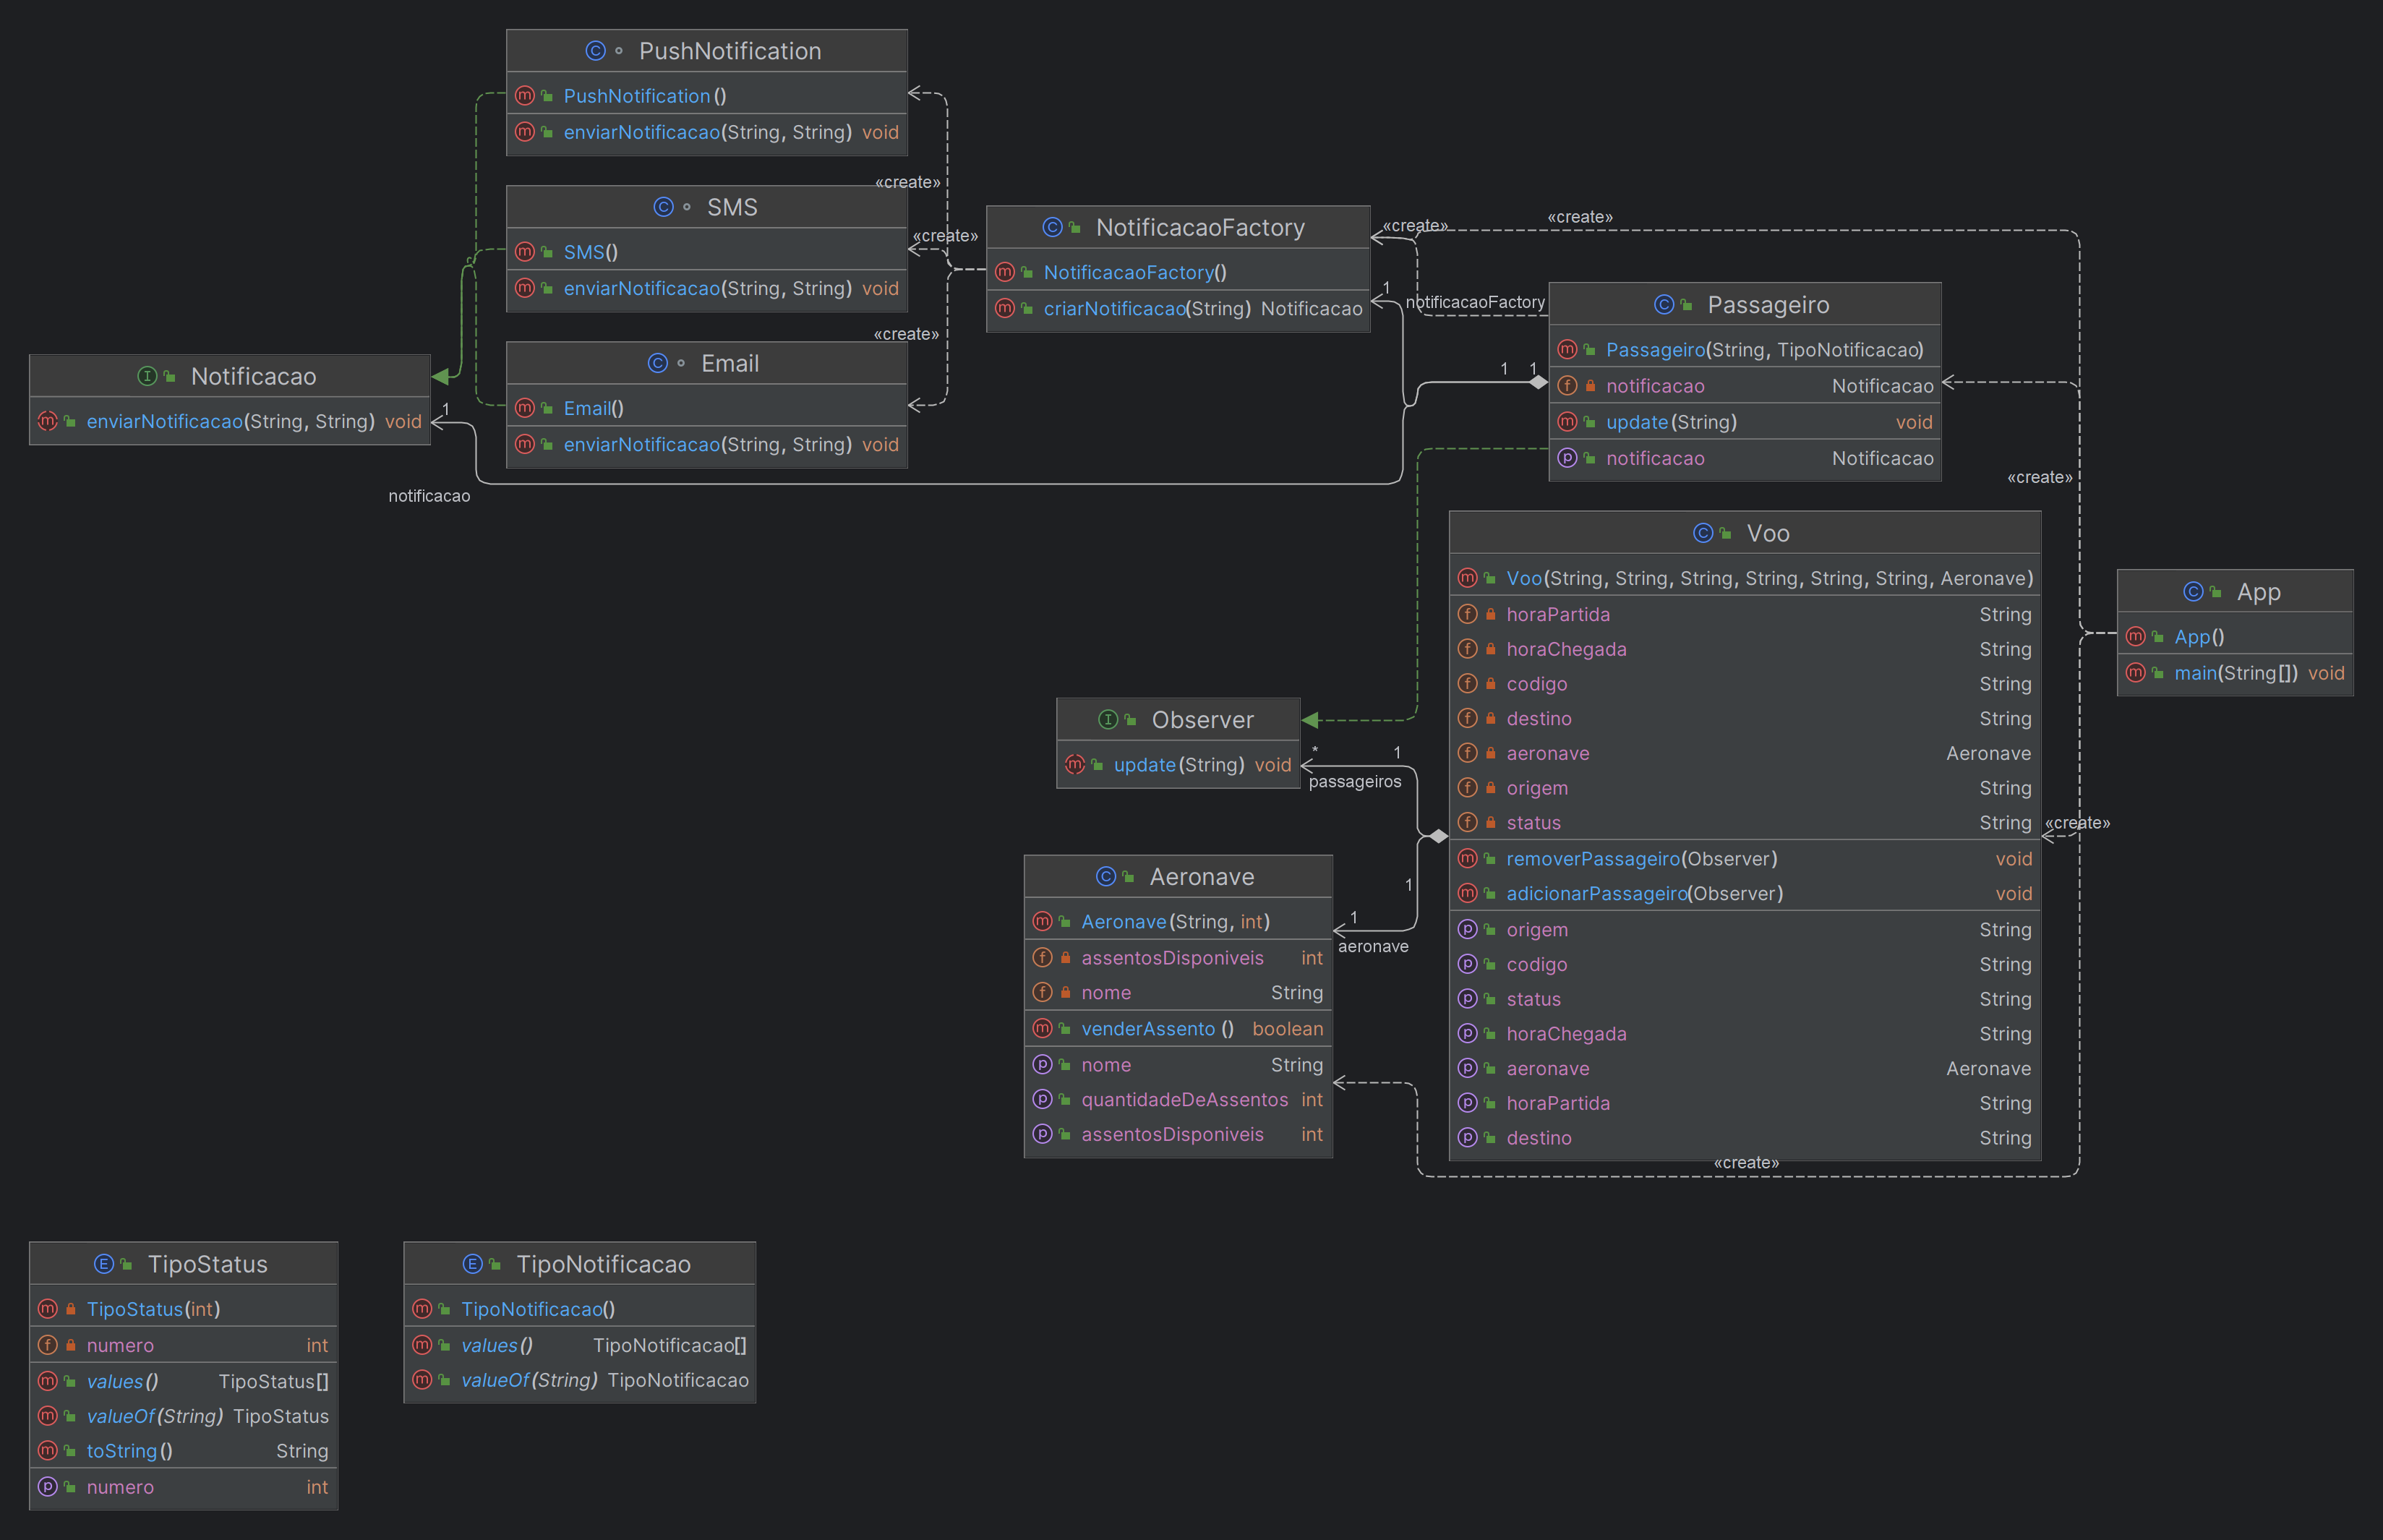 PushNotification
PushNotification()
enviarNotificacao(String, String) void
«create»
SMS
SMS()
enviarNotificacao(String, String) void
«create»
Email
Email()
enviarNotificacao(String, String) void
«create»
Notificacao
enviarNotificacao(String, String) void
1
notificacao
NotificacaoFactory
NotificacaoFactory()
criarNotificacao(String) Notificacao
«create»
«create»
1
notificacaoFactory
1 1
Passageiro
Passageiro(String, TipoNotificacao)
notificacao Notificacao
update(String) void
notificacao Notificacao
«create»
Voo
Voo(String, String, String, String, String, String, Aeronave)
horaPartida String
horaChegada String
codigo String
destino String
aeronave Aeronave
origem String
status String
removerPassageiro(Observer) void
adicionarPassageiro(Observer) void
origem String
codigo String
status String
horaChegada String
aeronave Aeronave
horaPartida String
destino String
«create»
«create»
App
App()
main(String[]) void
Observer
update(String) void
* 1
passageiros
1
1
aeronave
Aeronave
Aeronave(String, int)
assentosDisponiveis int
nome String
venderAssento() boolean
nome String
quantidadeDeAssentos int
assentosDisponiveis int
TipoStatus
TipoStatus(int)
numero int
values() TipoStatus[]
valueOf(String) TipoStatus
toString() String
numero int
TipoNotificacao
TipoNotificacao()
values() TipoNotificacao[]
valueOf(String) TipoNotificacao